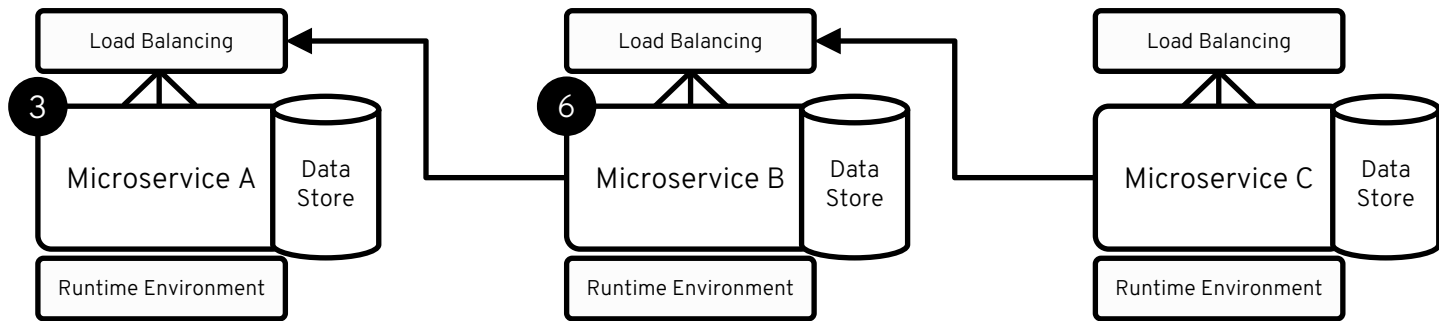 Load Balancing
Load Balancing
Load Balancing
3
6
Microservice A
Data
Store
Microservice B
Data
Store
Microservice C
Data
Store
Runtime Environment
Runtime Environment
Runtime Environment